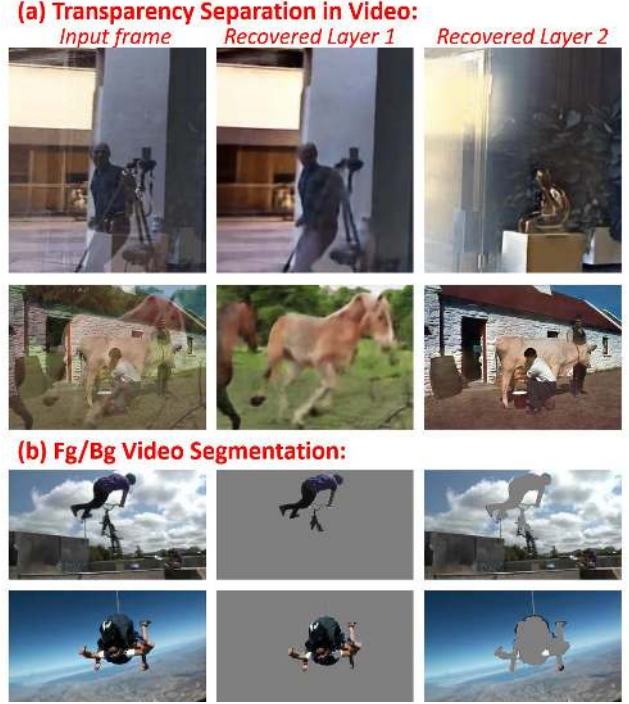 (a) Transparency Separation in Video:
Input frame Recovered Layer 1 Recovered Layer 2
(b) Fg/Bg Video Segmentation: